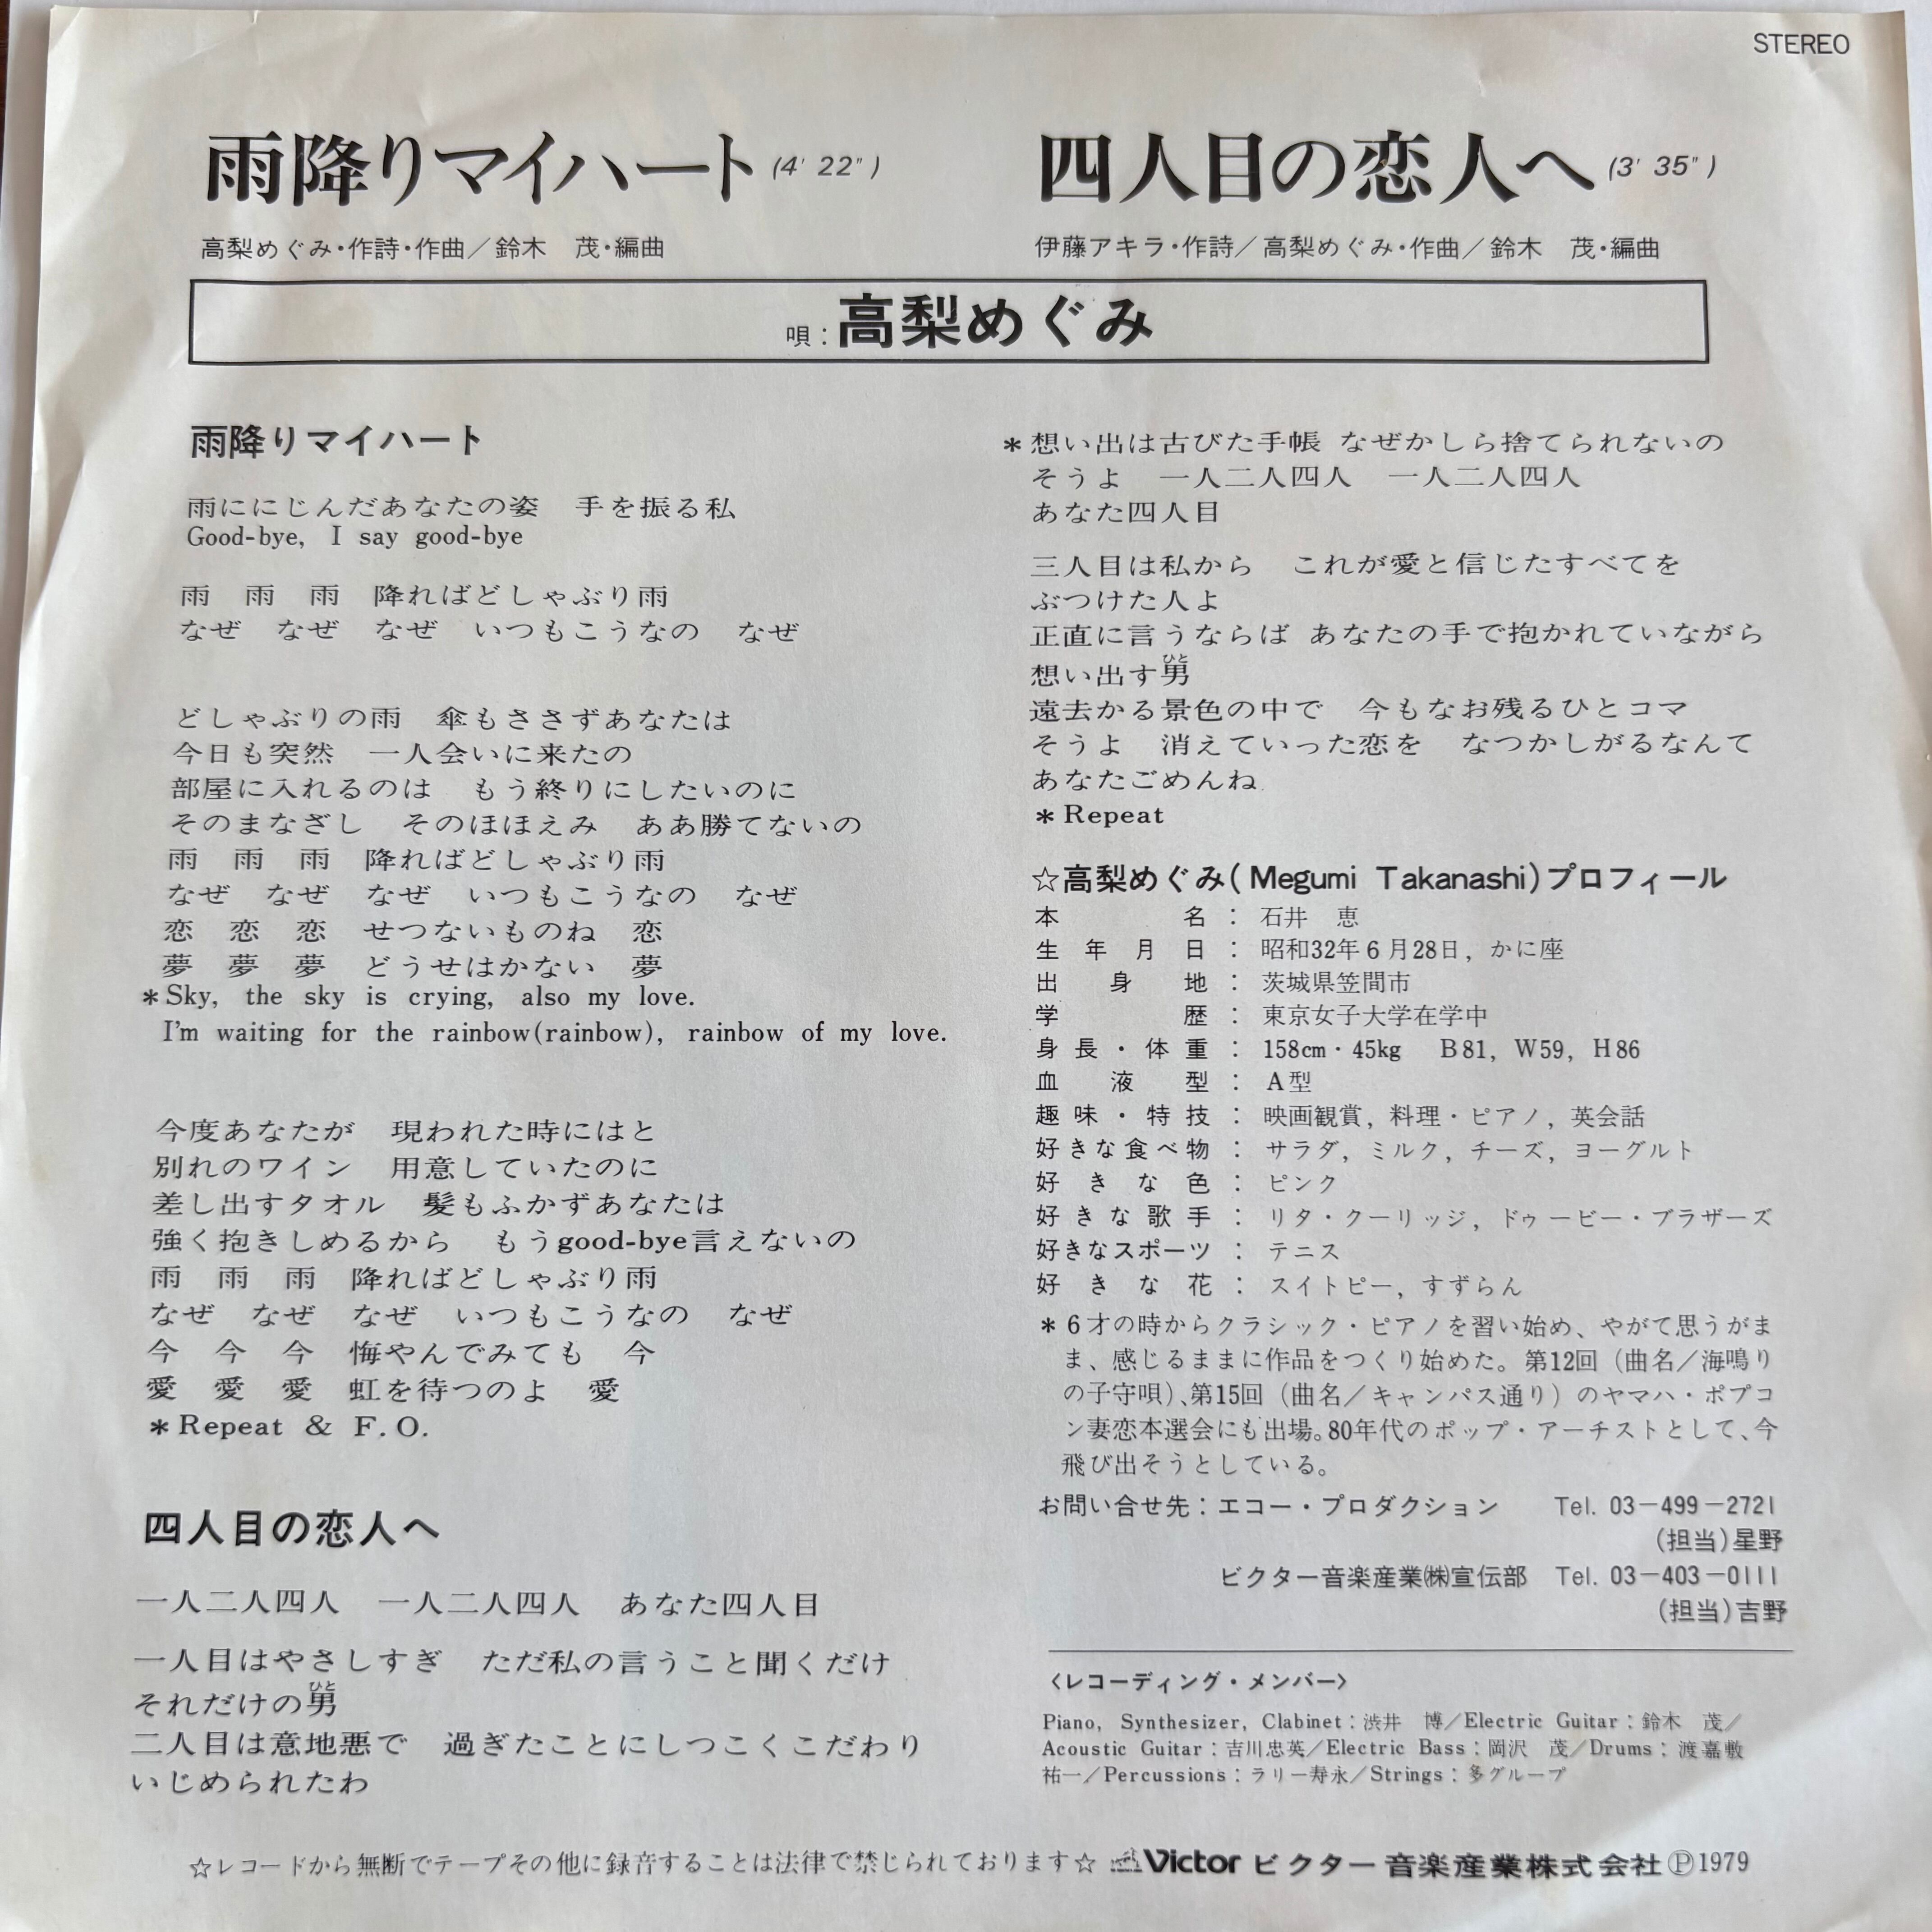 STEREO
雨降りマイハート(4′22″)
高梨めぐみ・作詩・作曲／鈴木　茂・編曲
四人目の恋人へ(3′35″)
伊藤アキラ・作詩／高梨めぐみ・作曲／鈴木　茂・編曲
唄：高梨めぐみ
雨降りマイハート
雨ににじんだあなたの姿　手を振る私
Good-bye, I say good-bye
雨　雨　雨　降ればどしゃぶり雨
なぜ　なぜ　なぜ　いつもこうなの　なぜ
どしゃぶりの雨　傘もささずあなたは
今日も突然　一人会いに来たの
部屋に入れるのは　もう終りにしたいのに
そのまなざし　そのほほえみ　ああ勝てないの
雨　雨　雨　降ればどしゃぶり雨
なぜ　なぜ　なぜ　いつもこうなの　なぜ
恋　恋　恋　せつないものね　恋
夢　夢　夢　どうせはかない　夢
＊Sky, the sky is crying, also my love.
I'm waiting for the rainbow(rainbow), rainbow of my love.
今度あなたが　現われた時にはと
別れのワイン　用意していたのに
差し出すタオル　髪もふかずあなたは
強く抱きしめるから　もうgood-bye言えないの
雨　雨　雨　降ればどしゃぶり雨
なぜ　なぜ　なぜ　いつもこうなの　なぜ
今　今　今　悔やんでみても　今
愛　愛　愛　虹を待つのよ　愛
＊Repeat & F.O.
四人目の恋人へ
一人二人四人　一人二人四人　あなた四人目
一人目はやさしすぎ　ただ私の言うこと聞くだけ
それだけの男（ひと）
二人目は意地悪で　過ぎたことにしつこくこだわり
いじめられたわ
＊想い出は古びた手帳 なぜかしら捨てられないの
そうよ　一人二人四人　一人二人四人
あなた四人目
三人目は私から　これが愛と信じたすべてを
ぶつけた人よ
正直に言うならば あなたの手で抱かれていながら
想い出す男（ひと）
遠去かる景色の中で　今もなお残るひとコマ
そうよ　消えていった恋を　なつかしがるなんて
あなたごめんね
＊Repeat
☆高梨めぐみ(Megumi Takanashi)プロフィール
本名：石井　恵
生年月日：昭和32年6月28日, かに座
出身地：茨城県笠間市
学歴：東京女子大学在学中
身長・体重：158cm・45kg　B81, W59, H86
血液型：A型
趣味・特技：映画観賞, 料理・ピアノ, 英会話
好きな食べ物：サラダ, ミルク, チーズ, ヨーグルト
好きな色：ピンク
好きな歌手：リタ・クーリッジ, ドゥービー・ブラザーズ
好きなスポーツ：テニス
好きな花：スイトピー, すずらん
＊6才の時からクラシック・ピアノを習い始め、やがて思うがま
ま、感じるままに作品をつくり始めた。第12回（曲名／海鳴り
の子守唄）、第15回（曲名／キャンパス通り）のヤマハ・ポプコ
ン妻恋本選会にも出場。80年代のポップ・アーチストとして、今
飛び出そうとしている。
お問い合せ先：エコー・プロダクション　Tel. 03－499－2721
(担当)星野
ビクター音楽産業㈱宣伝部　Tel. 03－403－0111
(担当)吉野
〈レコーディング・メンバー〉
Piano, Synthesizer, Clabinet：渋井　博／Electric Guitar：鈴木　茂／
Acoustic Guitar：吉川忠英／Electric Bass：岡沢　茂／Drums：渡嘉敷
祐一／Percussions：ラリー寿永／Strings：多グループ
☆レコードから無断でテープその他に録音することは法律で禁じられております☆ Victor ビクター音楽産業株式会社Ⓟ1979